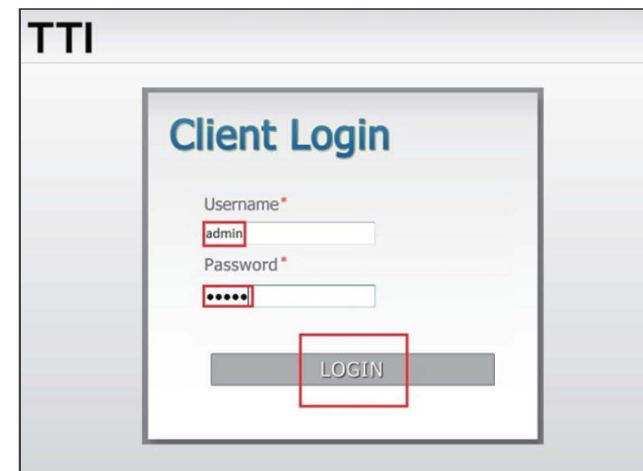 TTI
Client Login
Username*
admin
Password*
•••••
LOGIN